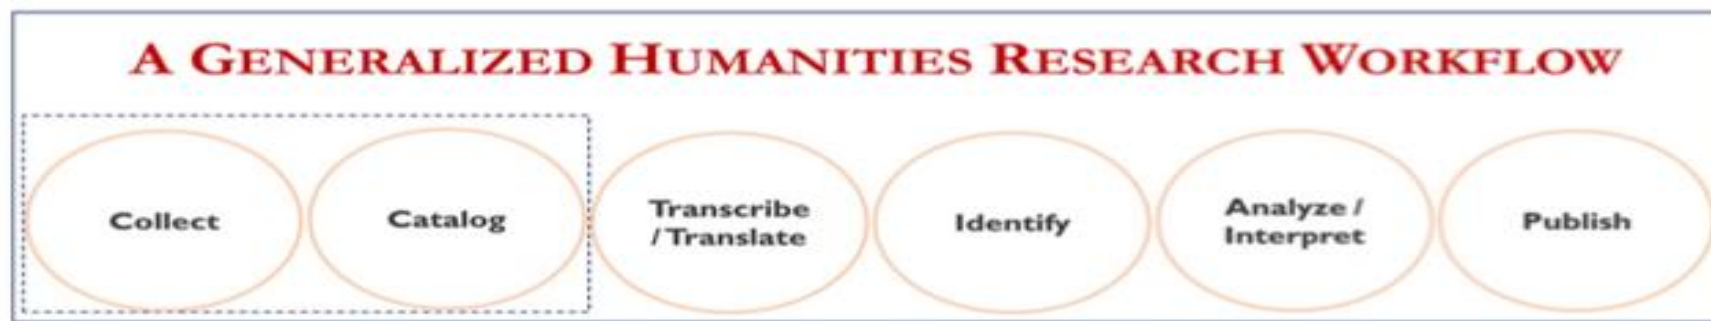 A GENERALIZED HUMANITIES RESEARCH WORKFLOW
Collect
Catalog
Transcribe
/ Translate
Identify
Analyze /
Interpret
Publish